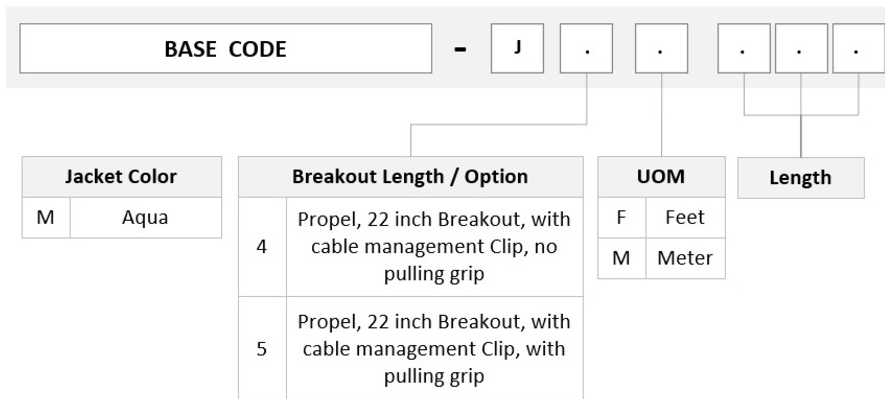 BASE CODE - J . . . . .
Jacket Color
M Aqua
Breakout Length / Option
4 Propel, 22 inch Breakout, with
cable management Clip, no
pulling grip
5 Propel, 22 inch Breakout, with
cable management Clip, with
pulling grip
UOM
F Feet
M Meter
Length